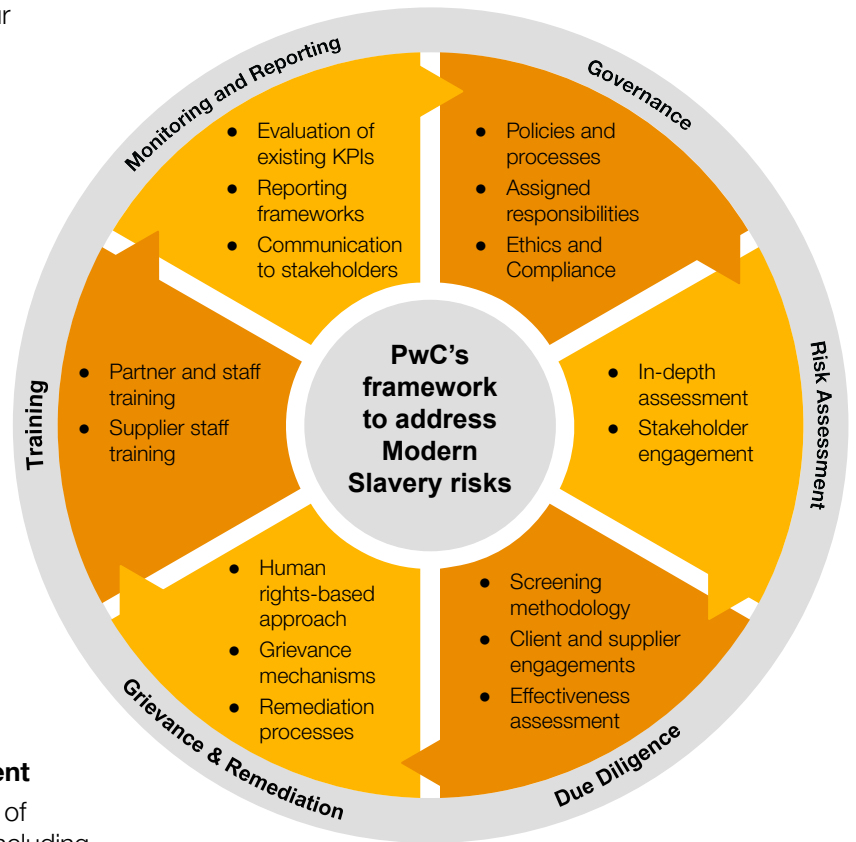 ur
Monitoring and Reporting
● Evaluation of
existing KPIs
● Reporting
frameworks
● Communication
to stakeholders
Governance
● Policies and
processes
● Assigned
responsibilities
● Ethics and
Compliance
Risk Assessment
● In-depth
assessment
● Stakeholder
engagement
Due Diligence
● Screening
methodology
● Client and supplier
engagements
● Effectiveness
assessment
Grievance & Remediation
● Human
rights-based
approach
● Grievance
mechanisms
● Remediation
processes
Training
● Partner and staff
training
● Supplier staff
training
PwC's
framework
to address
Modern
Slavery risks
ent
of
ncluding